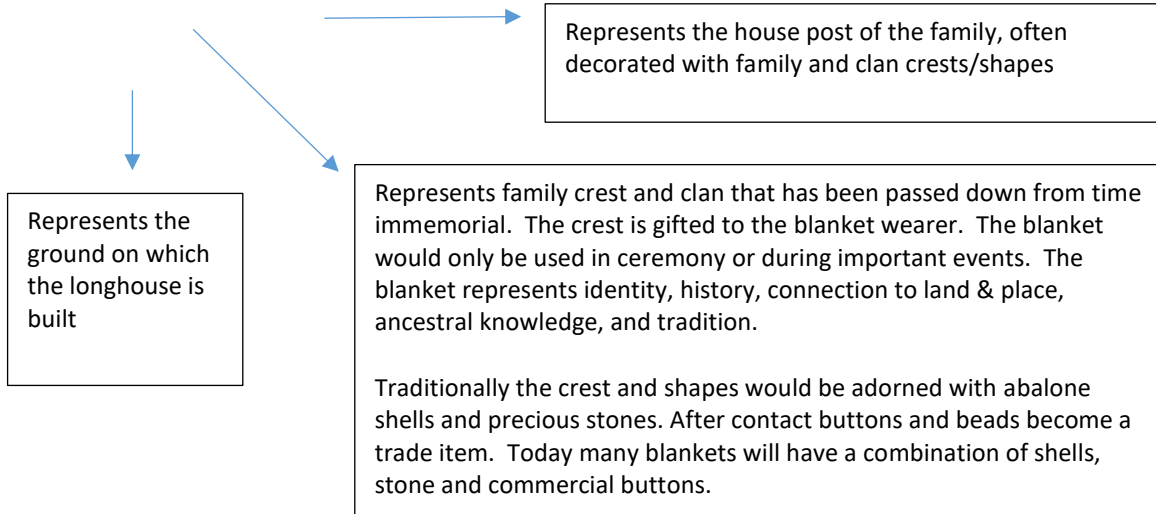 Represents the house post of the family, often
decorated with family and clan crests/shapes
Represents the
ground on which
the longhouse is
built
Represents family crest and clan that has been passed down from time
immemorial.  The crest is gifted to the blanket wearer.  The blanket
would only be used in ceremony or during important events.  The
blanket represents identity, history, connection to land & place,
ancestral knowledge, and tradition.
Traditionally the crest and shapes would be adorned with abalone
shells and precious stones. After contact buttons and beads become a
trade item.  Today many blankets will have a combination of shells,
stone and commercial buttons.